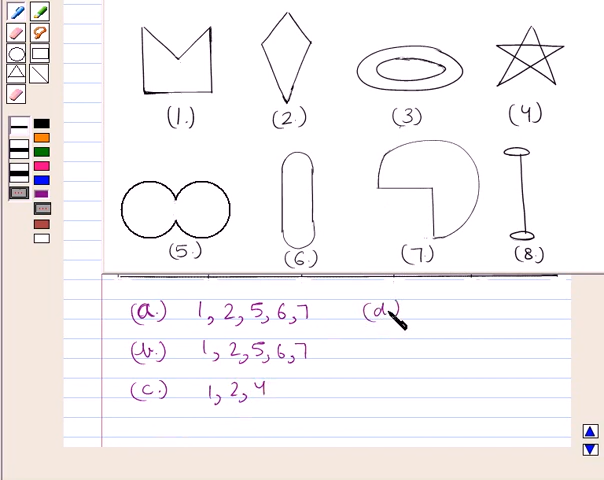 (1.) (2.) (3) (4)
(5.) (6.) (7.) (8.)
(a.) 1, 2, 5, 6, 7 (d)
(b.) 1, 2, 5, 6, 7
(c.) 1, 2, 4